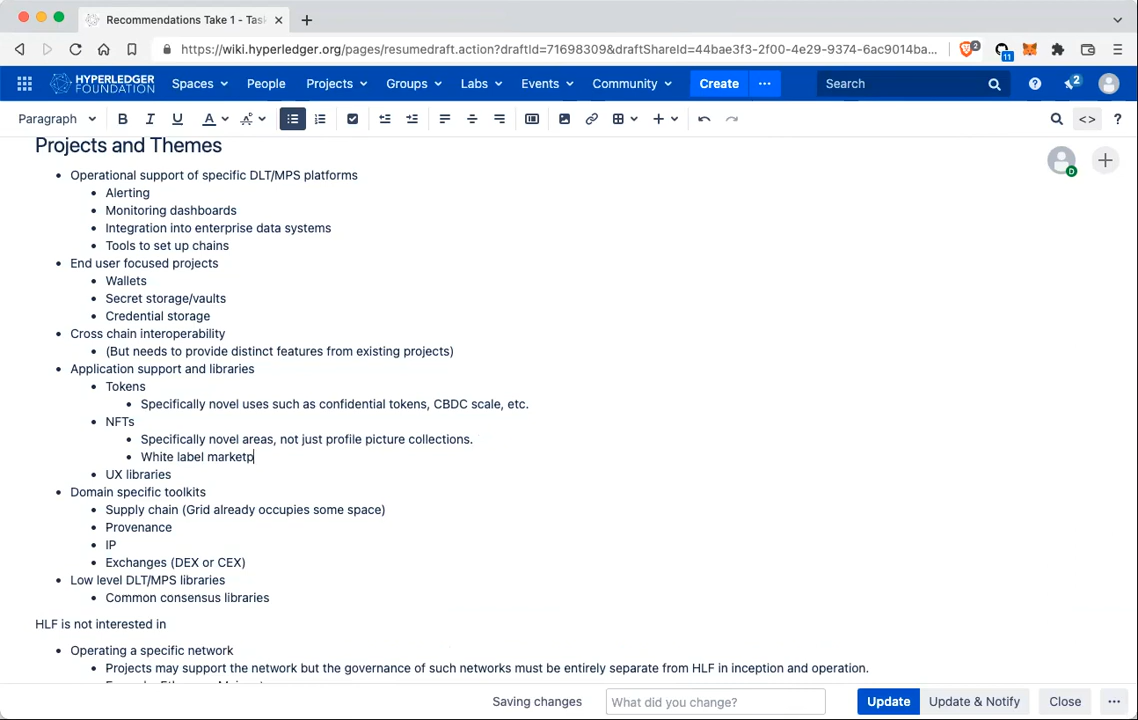 Recommendations Take 1 - Tas
https://wiki.hyperledger.org/pages/resumedraft.action?draftId=71698309&draftShareId=44bae3f3-2f00-4e29-9374-6ac9014ba...
2
11
HYPERLEDGER
FOUNDATION
Spaces
People
Projects
Groups
Labs
Events
Community
Create
Search
2
Paragraph
B
I
U
A
Projects and Themes
D
• Operational support of specific DLT/MPS platforms
• Alerting
• Monitoring dashboards
• Integration into enterprise data systems
• Tools to set up chains
• End user focused projects
• Wallets
• Secret storage/vaults
• Credential storage
• Cross chain interoperability
• (But needs to provide distinct features from existing projects)
• Application support and libraries
• Tokens
• Specifically novel uses such as confidential tokens, CBDC scale, etc.
• NFTs
• Specifically novel areas, not just profile picture collections.
• White label marketp
• UX libraries
• Domain specific toolkits
• Supply chain (Grid already occupies some space)
• Provenance
• IP
• Exchanges (DEX or CEX)
• Low level DLT/MPS libraries
• Common consensus libraries
HLF is not interested in
• Operating a specific network
• Projects may support the network but the governance of such networks must be entirely separate from HLF in inception and operation.
Saving changes
What did you change?
Update
Update & Notify
Close